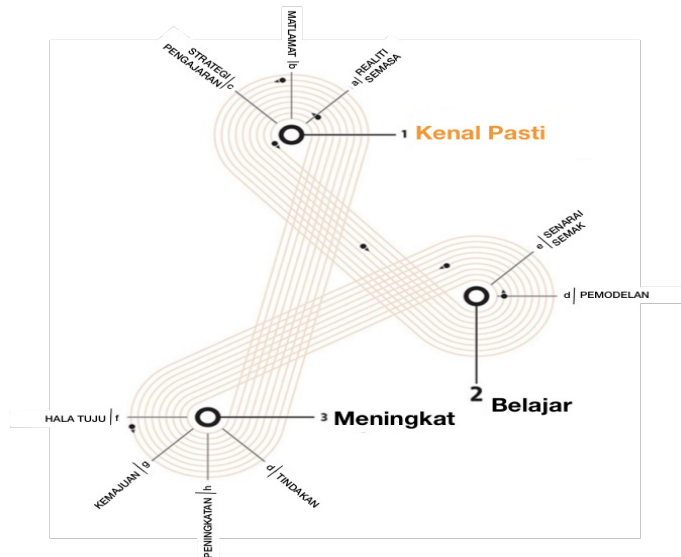 MATLAMAT b
STRATEGI
PENGAJARAN c
a REALITI
SEMASA
1 Kenal Pasti
e SENARAI
SEMAK
d PEMODELAN
2 Belajar
HALA TUJU f
3 Meningkat
KEMAJUAN g
PENINGKATAN h
d TINDAKAN